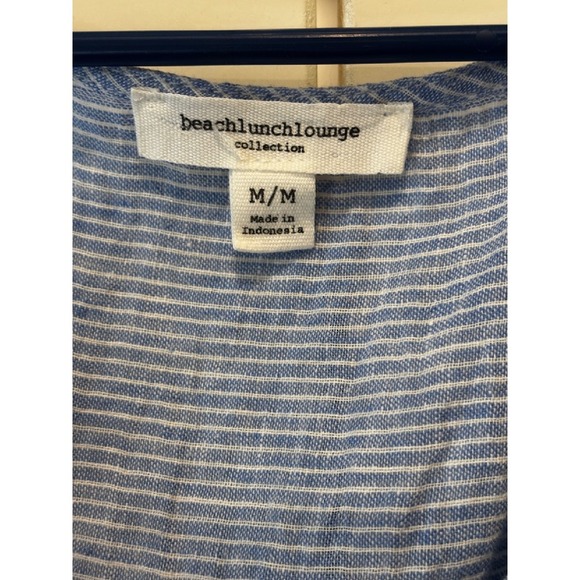 beachlunchlounge
collection
M/M
Made in
Indonesia